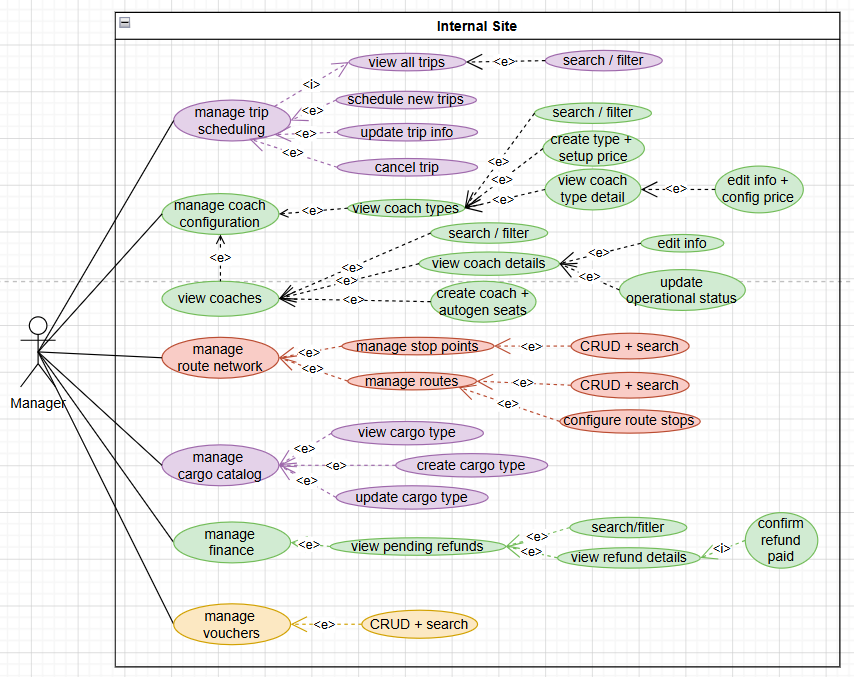 Internal Site
view all trips
<e>
search / filter
<i>
manage trip
scheduling
<e>
schedule new trips
<e>
update trip info
<e>
cancel trip
search / filter
<e>
create type +
setup price
<e>
view coach
type detail
<e>
edit info +
config price
<e>
manage coach
configuration
<e>
view coach types
<e>
search / filter
<e>
view coach details
<e>
edit info
<e>
update
operational status
<e>
view coaches
<e>
create coach +
autogen seats
<e>
manage
route network
<e>
manage stop points
<e>
CRUD + search
<e>
manage routes
<e>
CRUD + search
<e>
configure route stops
Manager
manage
cargo catalog
<e>
view cargo type
<e>
create cargo type
<e>
update cargo type
manage
finance
<e>
view pending refunds
<e>
search/fitler
<e>
view refund details
<i>
confirm
refund
paid
manage
vouchers
<e>
CRUD + search